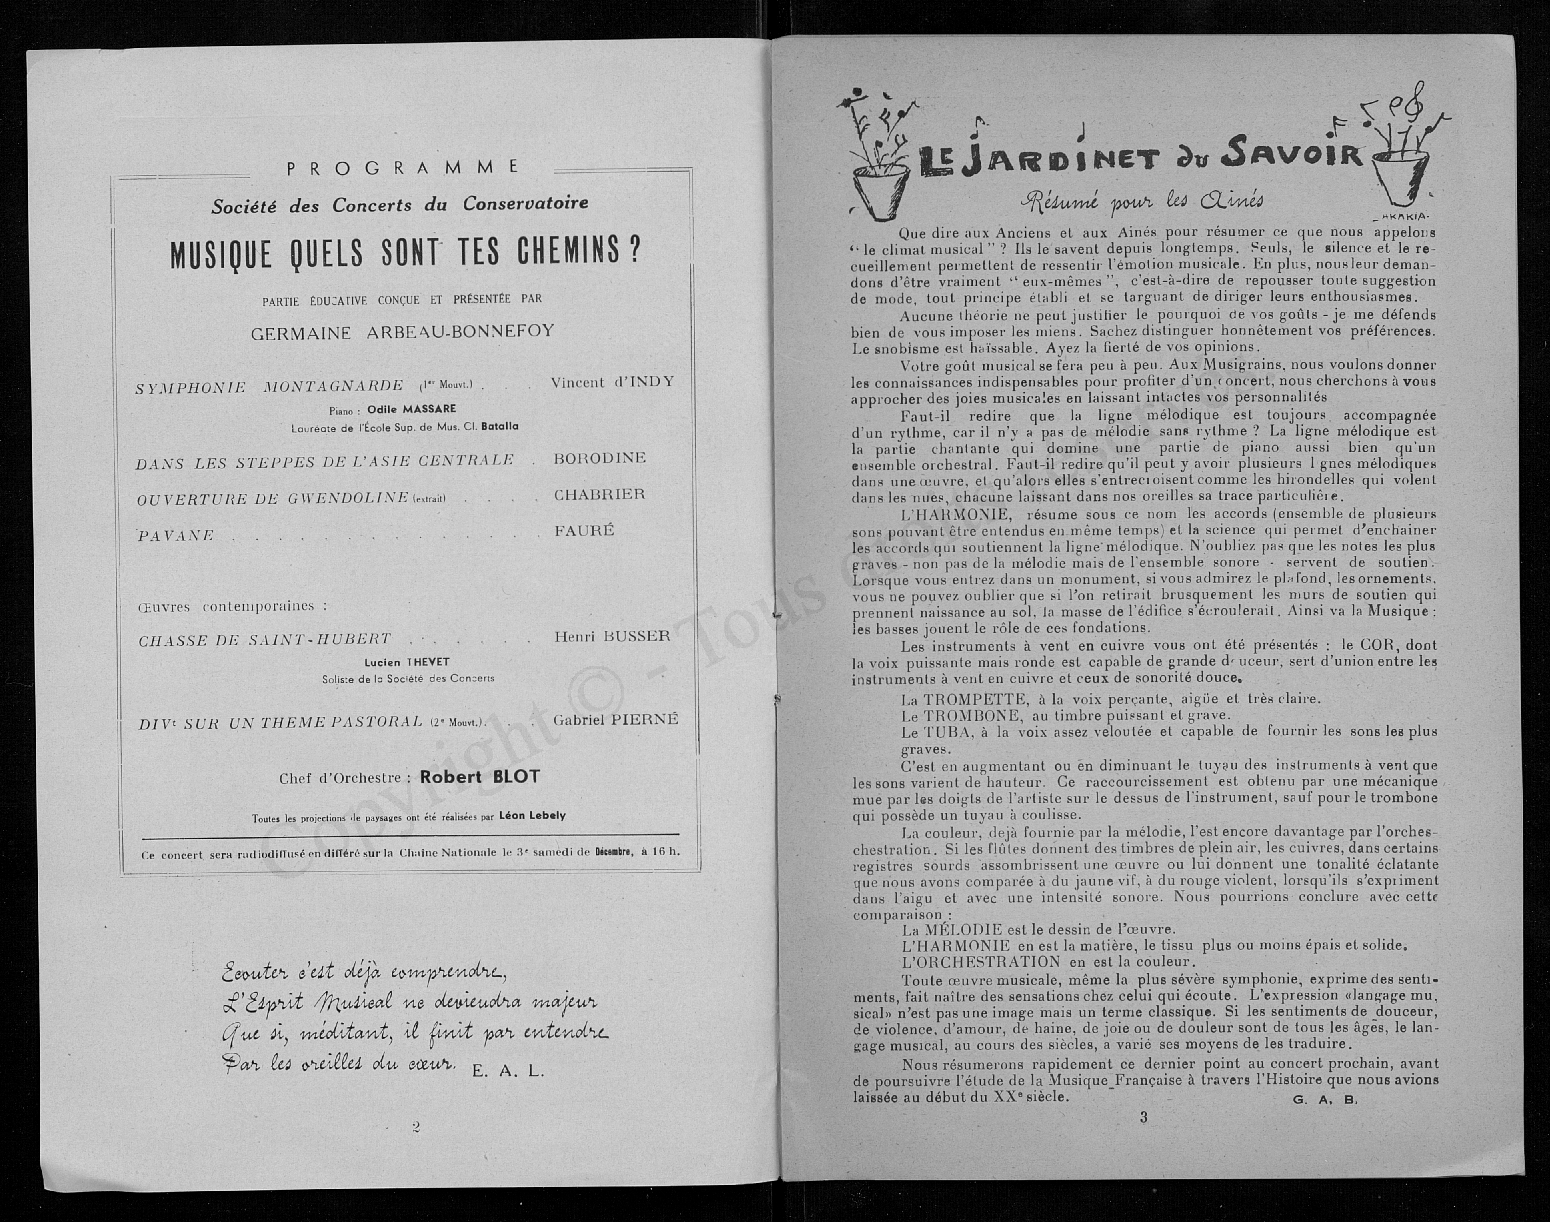 PROGRAMME
Société des Concerts du Conservatoire
MUSIQUE QUELS SONT TES CHEMINS ?
PARTIE ÉDUCATIVE CONÇUE ET PRÉSENTÉE PAR
GERMAINE ARBEAU-BONNEFOY
SYMPHONIE MONTAGNARDE (1er Mouvt.) . . . Vincent d'INDY
Piano : Odile MASSARE
Lauréate de l'École Sup. de Mus. Cl. Batalla
DANS LES STEPPES DE L'ASIE CENTRALE . BORODINE
OUVERTURE DE GWENDOLINE (extrait) . . . . CHABRIER
PAVANE . . . . . . . . . . . . . . FAURÉ
Œuvres contemporaines :
CHASSE DE SAINT-HUBERT . . . . . . Henri BUSSER
Lucien THEVET
Soliste de la Société des Concerts
DIVt SUR UN THEME PASTORAL (2e Mouvt.) . . . Gabriel PIERNÉ
Chef d'Orchestre : Robert BLOT
Toutes les projections de paysages ont été réalisées par Léon Lebely
Ce concert sera radiodiffusé en différé sur la Chaîne Nationale le 3e samedi de Décembre, à 16 h.
Ecouter c'est déjà comprendre,
L'Esprit Musical ne deviendra majeur
Que si, méditant, il finit par entendre
Par les oreilles du cœur. E. A. L.
2
LE JARDINET DU SAVOIR
Résumé pour les Ainés
-HKAKIA-
Que dire aux Anciens et aux Ainés pour résumer ce que nous appelons
“ le climat musical ” ? Ils le savent depuis longtemps. Seuls, le silence et le re-
cueillement permettent de ressentir l'émotion musicale. En plus, nous leur deman-
dons d'être vraiment “ eux-mêmes ”, c'est-à-dire de repousser toute suggestion
de mode, tout principe établi et se targuant de diriger leurs enthousiasmes.
Aucune théorie ne peut justifier le pourquoi de vos goûts - je me défends
bien de vous imposer les miens. Sachez distinguer honnêtement vos préférences.
Le snobisme est haïssable. Ayez la fierté de vos opinions.
Votre goût musical se fera peu à peu. Aux Musigrains, nous voulons donner
les connaissances indispensables pour profiter d'un concert, nous cherchons à vous
approcher des joies musicales en laissant intactes vos personnalités
Faut-il redire que la ligne mélodique est toujours accompagnée
d'un rythme, car il n'y a pas de mélodie sans rythme ? La ligne mélodique est
la partie chantante qui domine une partie de piano aussi bien qu'un
ensemble orchestral. Faut-il redire qu'il peut y avoir plusieurs l gnes mélodiques
dans une œuvre, et qu'alors elles s'entrecroisent comme les hirondelles qui volent
dans les nues, chacune laissant dans nos oreilles sa trace particulière.
L'HARMONIE, résume sous ce nom les accords (ensemble de plusieurs
sons pouvant être entendus en même temps) et la science qui permet d'enchainer
les accords qui soutiennent la ligne mélodique. N'oubliez pas que les notes les plus
graves - non pas de la mélodie mais de l'ensemble sonore - servent de soutien.
Lorsque vous entrez dans un monument, si vous admirez le plafond, les ornements,
vous ne pouvez oublier que si l'on retirait brusquement les murs de soutien qui
prennent naissance au sol, la masse de l'édifice s'écroulerait. Ainsi va la Musique :
les basses jouent le rôle de ces fondations.
Les instruments à vent en cuivre vous ont été présentés : le COR, dont
la voix puissante mais ronde est capable de grande d uceur, sert d'union entre les
instruments à vent en cuivre et ceux de sonorité douce.
La TROMPETTE, à la voix perçante, aigüe et très claire.
Le TROMBONE, au timbre puissant et grave.
Le TUBA, à la voix assez veloutée et capable de fournir les sons les plus
graves.
C'est en augmentant ou en diminuant le tuyau des instruments à vent que
les sons varient de hauteur. Ce raccourcissement est obtenu par une mécanique
mue par les doigts de l'artiste sur le dessus de l'instrument, sauf pour le trombone
qui possède un tuyau à coulisse.
La couleur, dejà fournie par la mélodie, l'est encore davantage par l'orches-
chestration. Si les flûtes donnent des timbres de plein air, les cuivres, dans certains
registres sourds assombrissent une œuvre ou lui donnent une tonalité éclatante
que nous avons comparée à du jaune vif, à du rouge violent, lorsqu'ils s'expriment
dans l'aigu et avec une intensité sonore. Nous pourrions conclure avec cette
comparaison :
La MÉLODIE est le dessin de l'œuvre.
L'HARMONIE en est la matière, le tissu plus ou moins épais et solide.
L'ORCHESTRATION en est la couleur.
Toute œuvre musicale, même la plus sévère symphonie, exprime des senti-
ments, fait naître des sensations chez celui qui écoute. L'expression «langage mu,
sical» n'est pas une image mais un terme classique. Si les sentiments de douceur,
de violence, d'amour, de haine, de joie ou de douleur sont de tous les âges, le lan-
gage musical, au cours des siècles, a varié ses moyens de les traduire.
Nous résumerons rapidement ce dernier point au concert prochain, avant
de poursuivre l'étude de la Musique Française à travers l'Histoire que nous avions
laissée au début du XXe siècle. G. A. B.
3
Copyright © - Tous droits